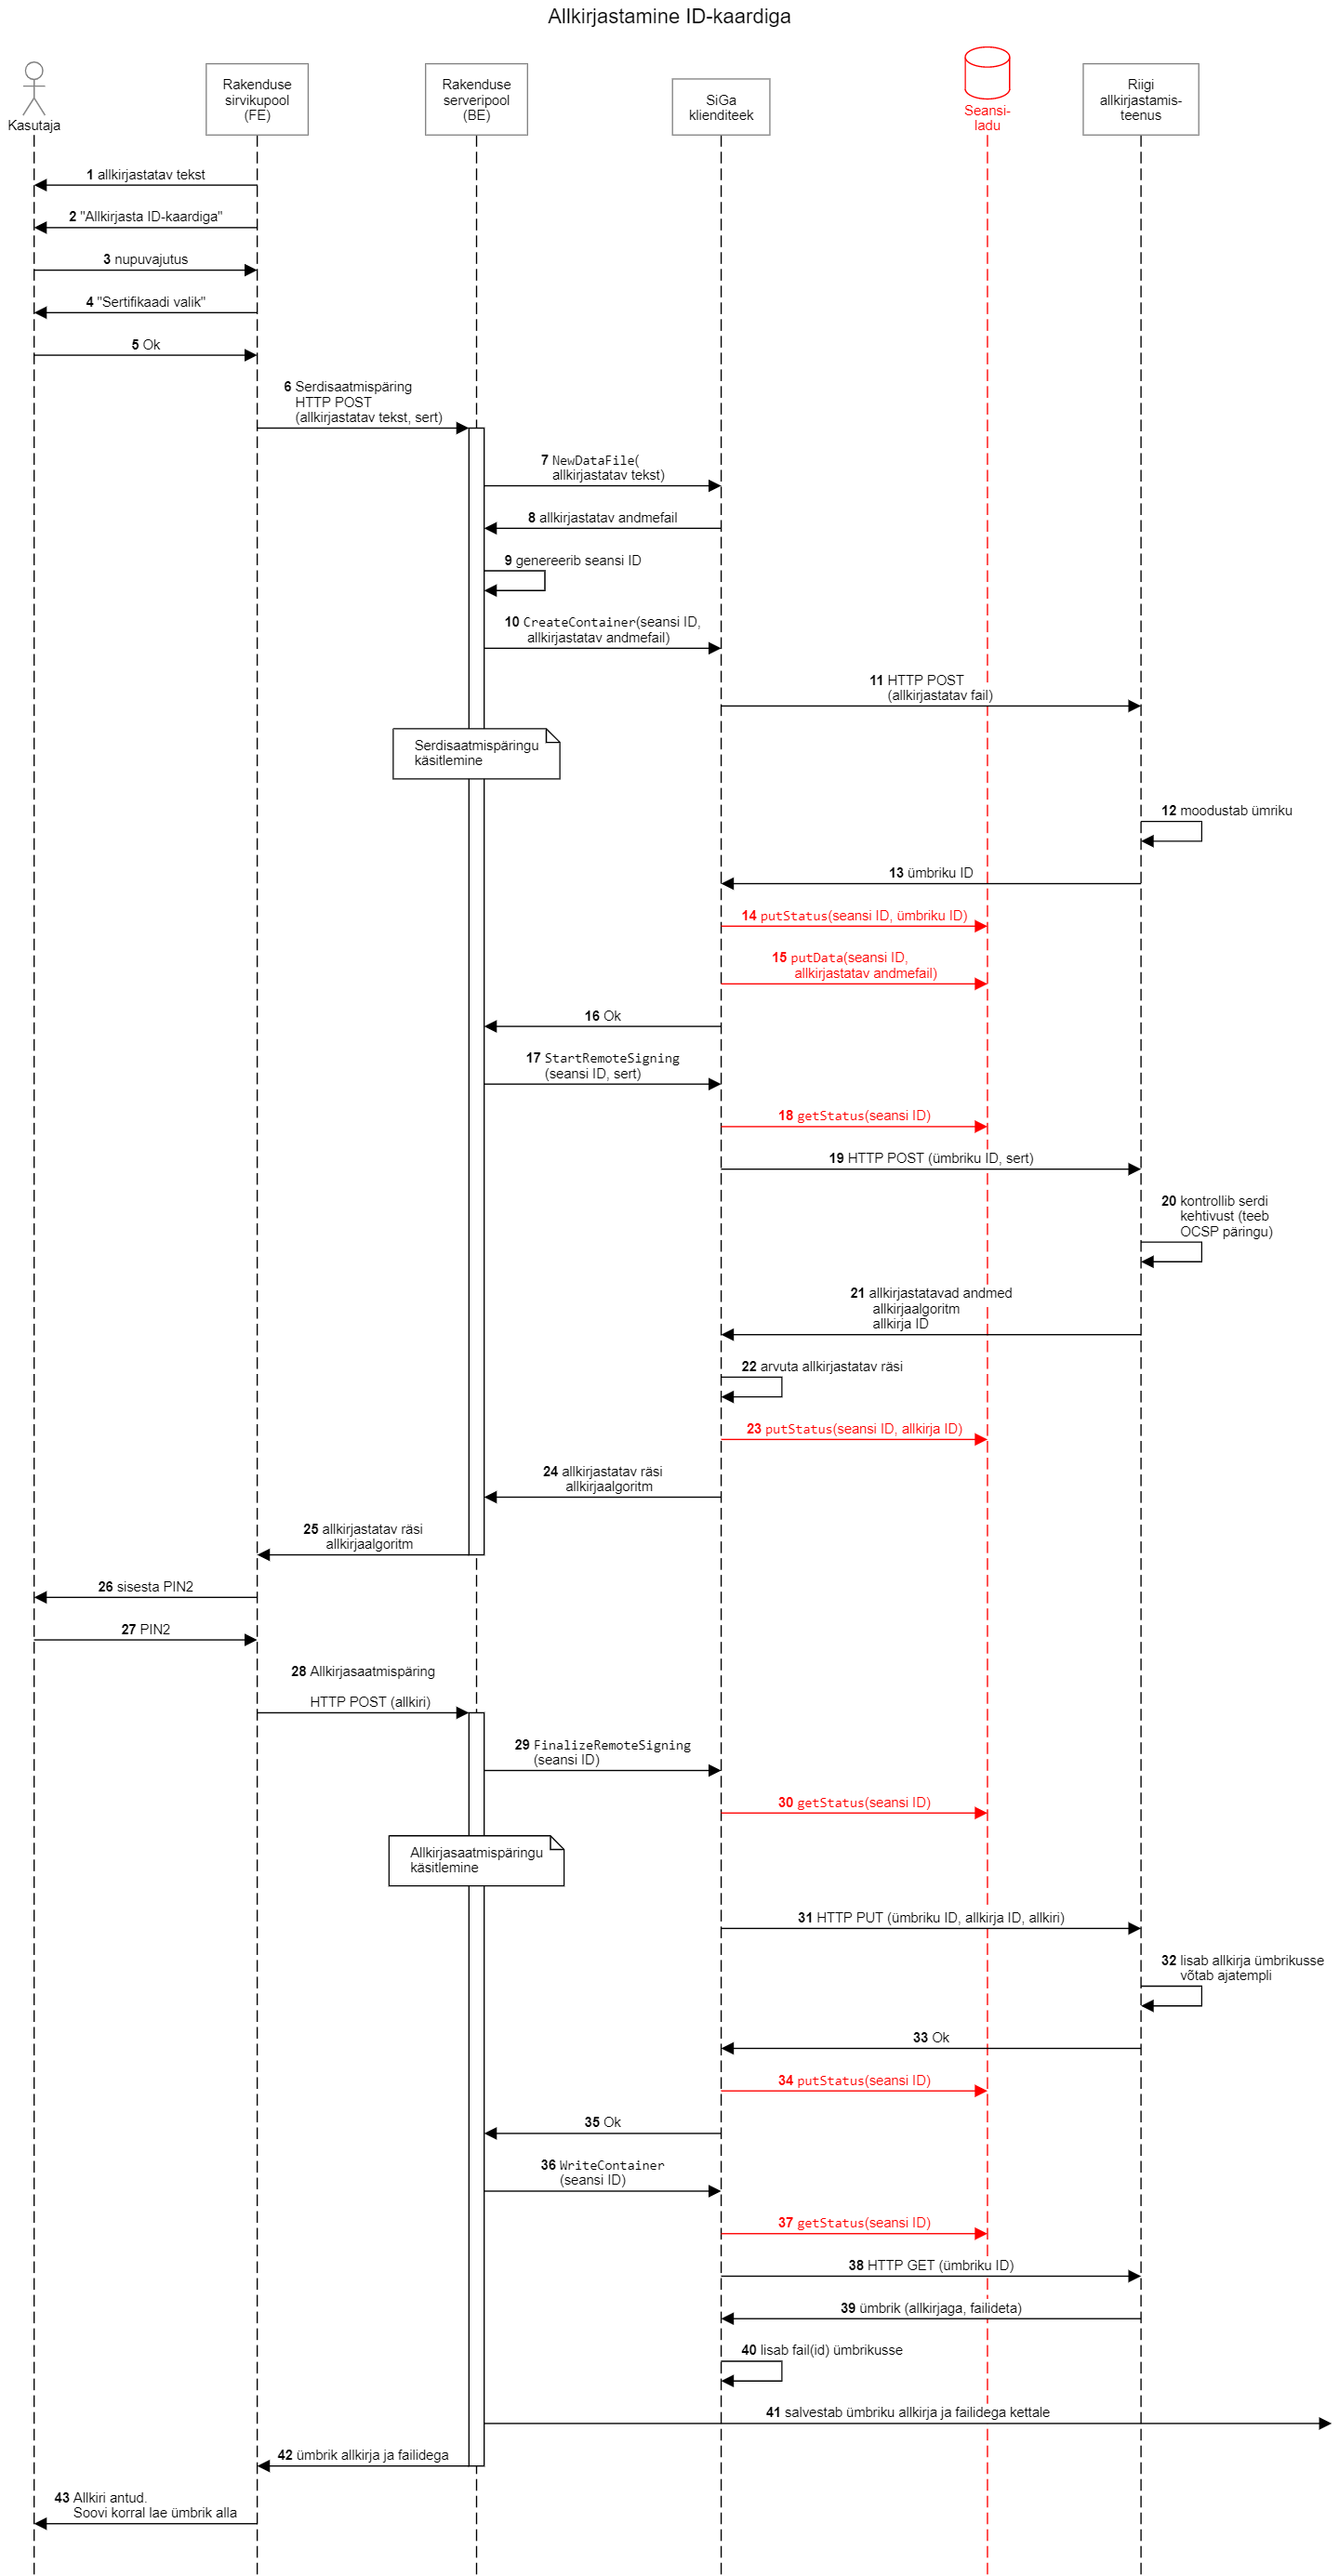 Allkirjastamine ID-kaardiga
Kasutaja
Rakenduse
sirvikupool
(FE)
Rakenduse
serveripool
(BE)
SiGa
klienditeek
Seansi-
ladu
Riigi
allkirjastamis-
teenus
1 allkirjastatav tekst
2 "Allkirjasta ID-kaardiga"
3 nupuvajutus
4 "Sertifikaadi valik"
5 Ok
6 Serdisaatmispäring
HTTP POST
(allkirjastatav tekst, sert)
7 NewDataFile(
allkirjastatav tekst)
8 allkirjastatav andmefail
9 genereerib seansi ID
10 CreateContainer(seansi ID,
allkirjastatav andmefail)
11 HTTP POST
(allkirjastatav fail)
Serdisaatmispäringu
käsitlemine
12 moodustab ümriku
13 ümbriku ID
14 putStatus(seansi ID, ümbriku ID)
15 putData(seansi ID,
allkirjastatav andmefail)
16 Ok
17 StartRemoteSigning
(seansi ID, sert)
18 getStatus(seansi ID)
19 HTTP POST (ümbriku ID, sert)
20 kontrollib serdi
kehtivust (teeb
OCSP päringu)
21 allkirjastatavad andmed
allkirjaalgoritm
allkirja ID
22 arvuta allkirjastatav räsi
23 putStatus(seansi ID, allkirja ID)
24 allkirjastatav räsi
allkirjaalgoritm
25 allkirjastatav räsi
allkirjaalgoritm
26 sisesta PIN2
27 PIN2
28 Allkirjasaatmispäring
HTTP POST (allkiri)
29 FinalizeRemoteSigning
(seansi ID)
30 getStatus(seansi ID)
Allkirjasaatmispäringu
käsitlemine
31 HTTP PUT (ümbriku ID, allkirja ID, allkiri)
32 lisab allkirja ümbrikusse
võtab ajatempli
33 Ok
34 putStatus(seansi ID)
35 Ok
36 WriteContainer
(seansi ID)
37 getStatus(seansi ID)
38 HTTP GET (ümbriku ID)
39 ümbrik (allkirjaga, failideta)
40 lisab fail(id) ümbrikusse
41 salvestab ümbriku allkirja ja failidega kettale
42 ümbrik allkirja ja failidega
43 Allkiri antud.
Soovi korral lae ümbrik alla